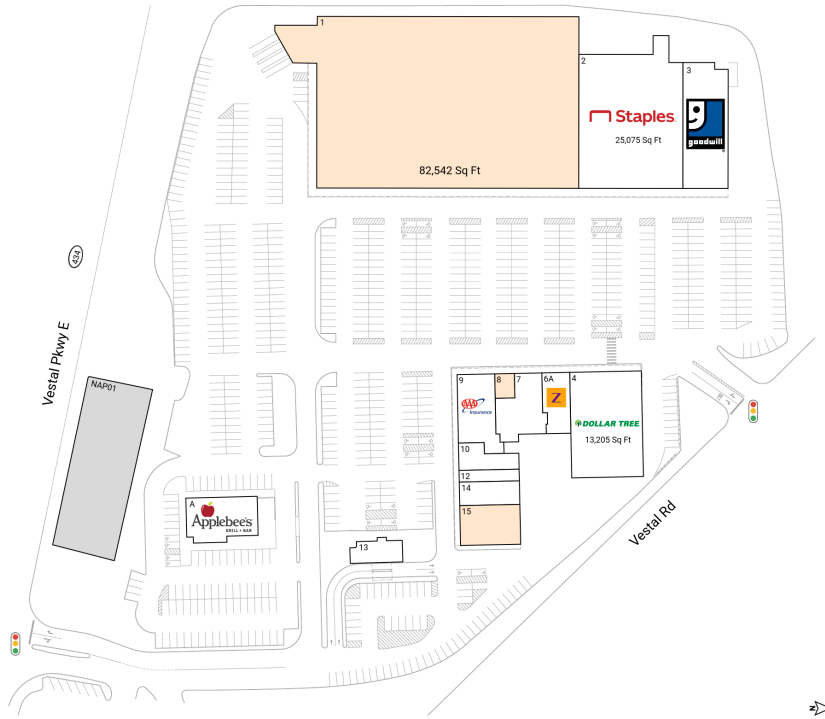 1
82,542 Sq Ft
2
Staples
25,075 Sq Ft
3
goodwill
434
Vestal Pkwy E
NAP01
9
AAA
Insurance
8
7
6A
Z
4
DOLLAR TREE
13,205 Sq Ft
10
12
14
15
A
Applebee's
GRILL + BAR
13
Vestal Rd
N